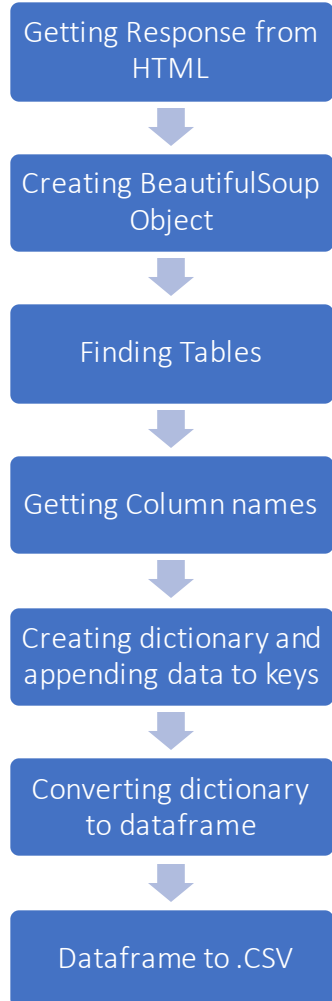 Getting Response from
HTML
Creating BeautifulSoup
Object
Finding Tables
Getting Column names
Creating dictionary and
appending data to keys
Converting dictionary
to dataframe
Dataframe to .CSV